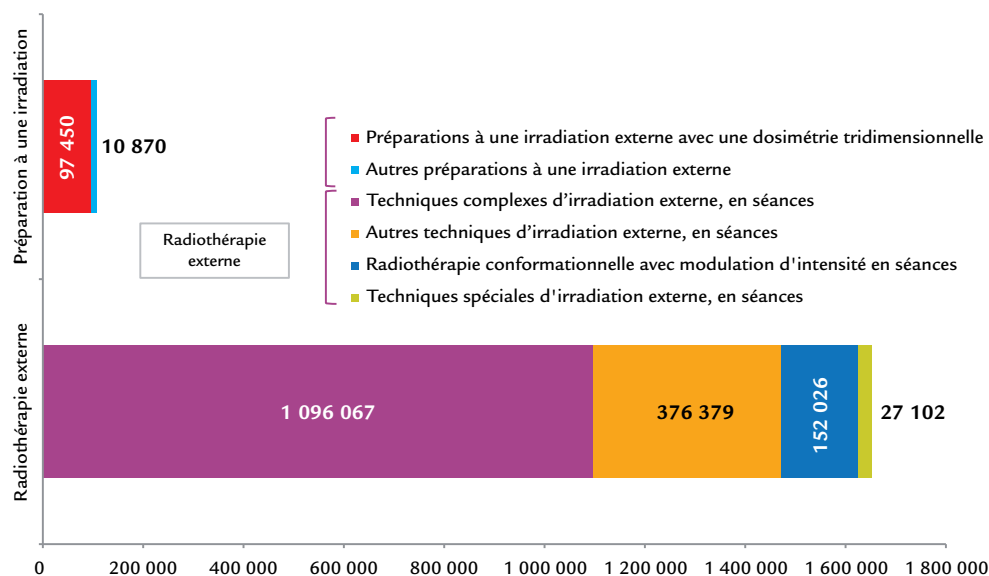 Préparation à une irradiation
97 450
10 870
Préparations à une irradiation externe avec une dosimétrie tridimensionnelle
Autres préparations à une irradiation externe
Techniques complexes d'irradiation externe, en séances
Autres techniques d'irradiation externe, en séances
Radiothérapie conformationnelle avec modulation d'intensité en séances
Techniques spéciales d'irradiation externe, en séances
Radiothérapie
externe
Radiothérapie externe
1 096 067
376 379
152 026
27 102
0 200 000 400 000 600 000 800 000 1 000 000 1 200 000 1 400 000 1 600 000 1 800 000